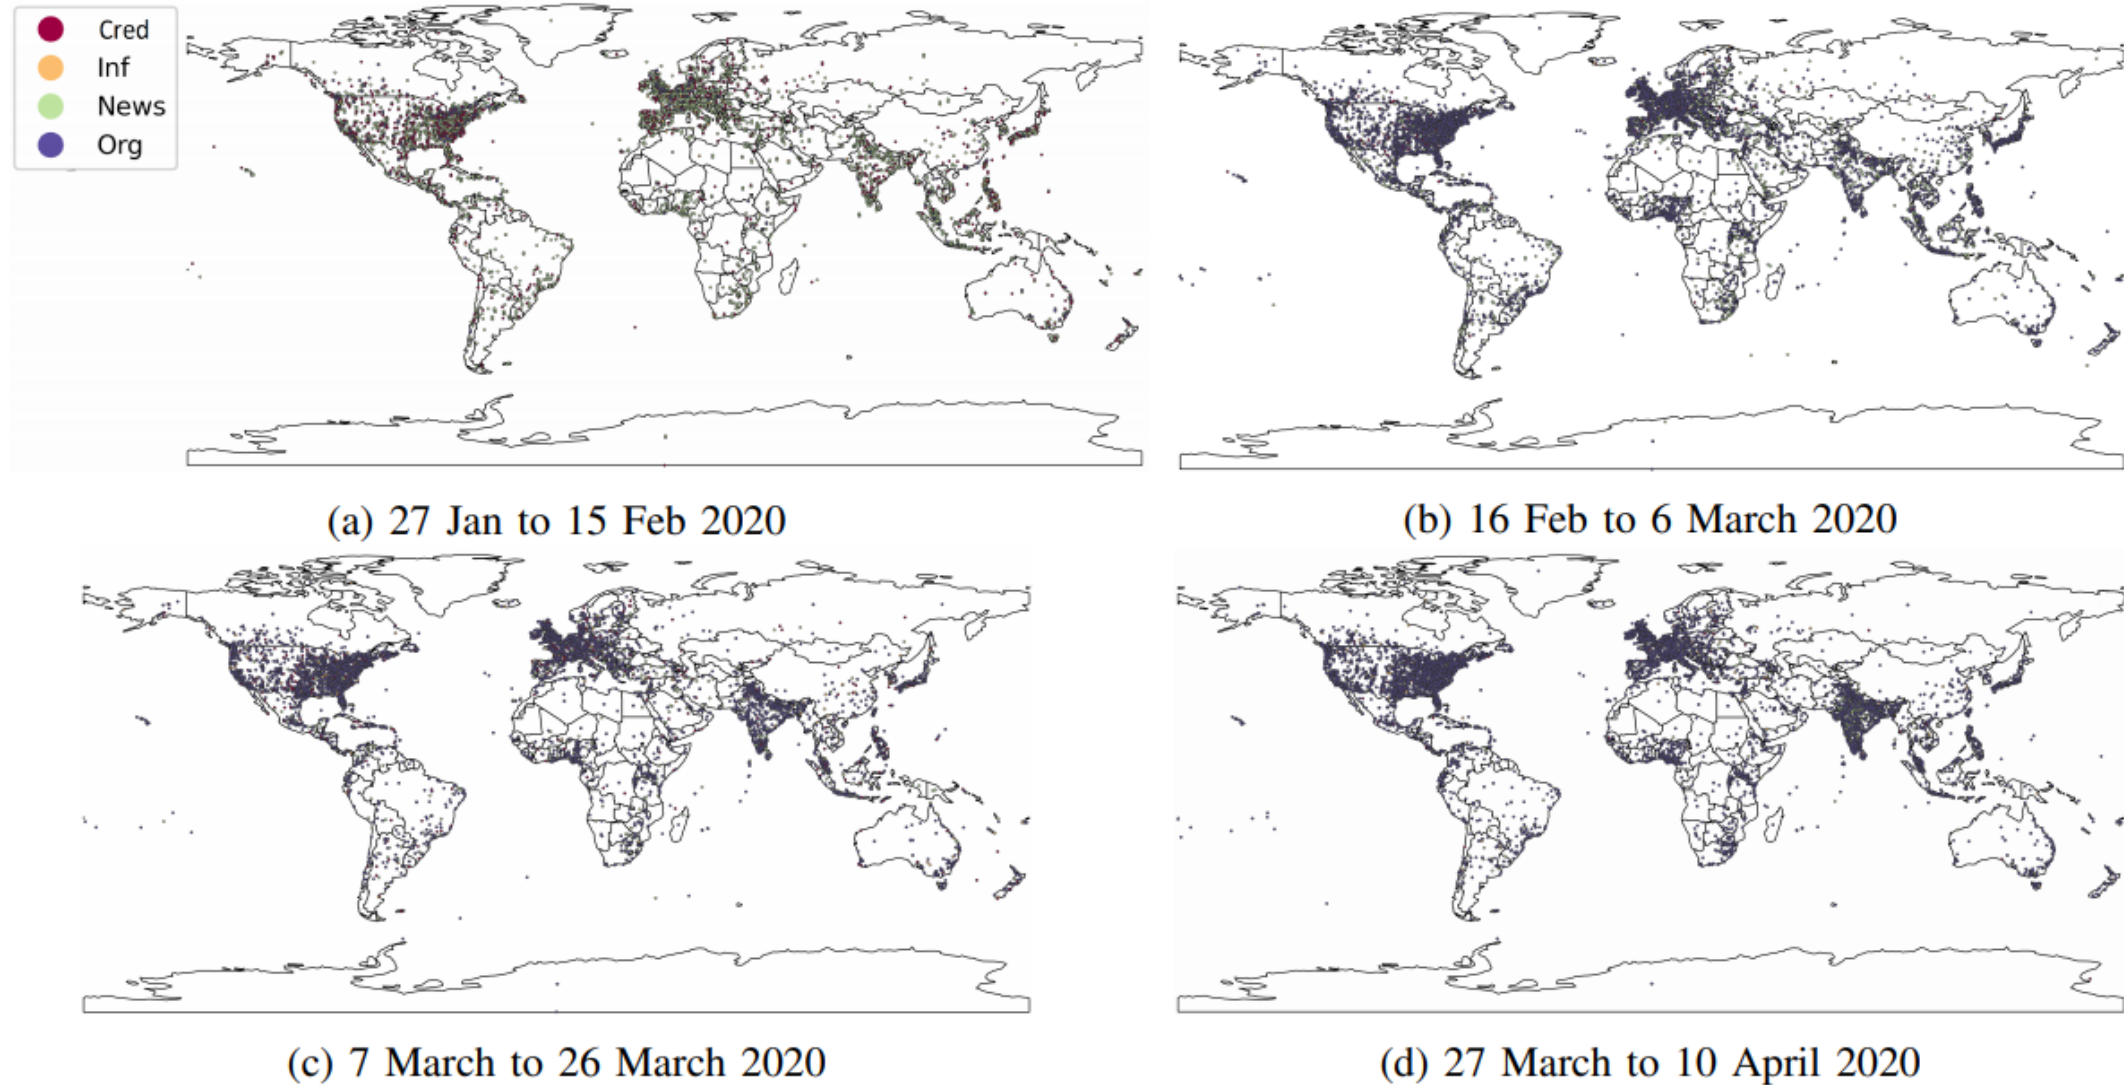 Cred
Inf
News
Org
(a) 27 Jan to 15 Feb 2020
(b) 16 Feb to 6 March 2020
(c) 7 March to 26 March 2020
(d) 27 March to 10 April 2020